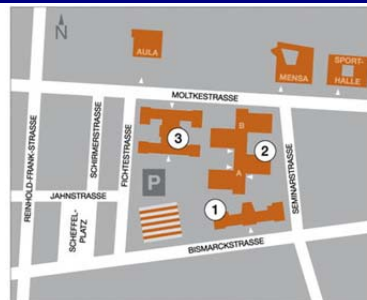 N
AULA
MENSA
SPORT-
HALLE
MOLTKESTRASSE
REINHOLD-FRANK-STRASSE
SCHIRMERSTRASSE
FICHTESTRASSE
3
B
2
A
P
SEMINARSTRASSE
JAHNSTRASSE
SCHEFFEL-
PLATZ
1
BISMARCKSTRASSE